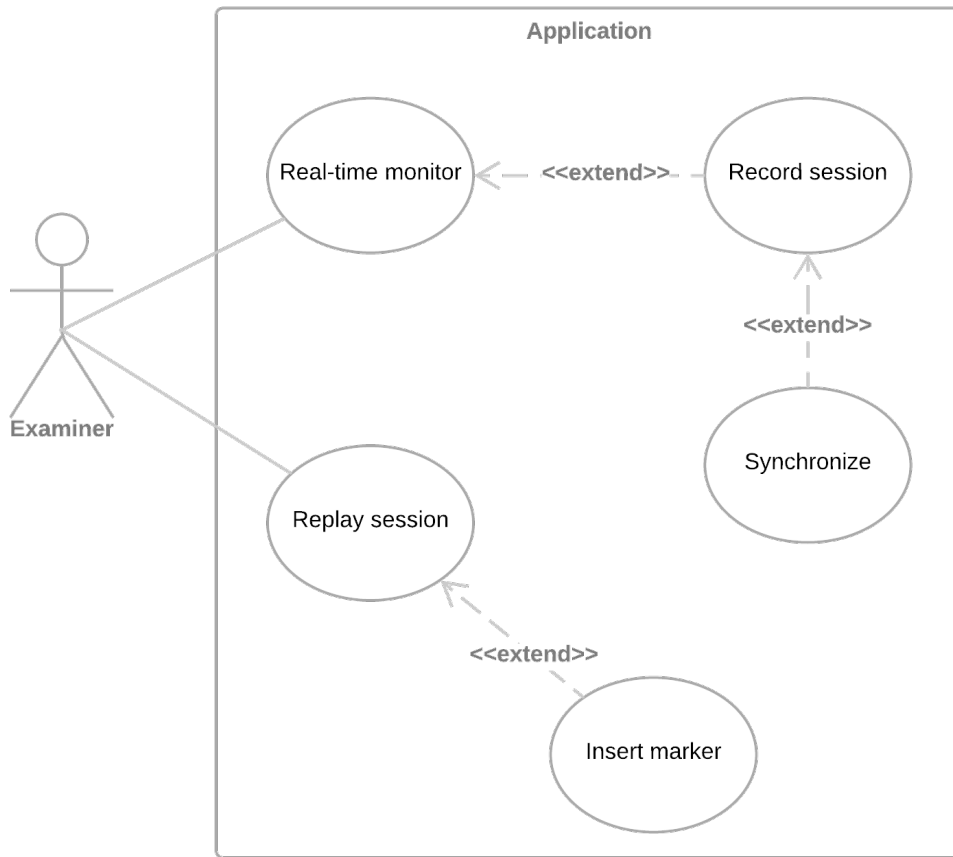 Application
Real-time monitor
<<extend>>
Record session
<<extend>>
Examiner
Synchronize
Replay session
<<extend>>
Insert marker